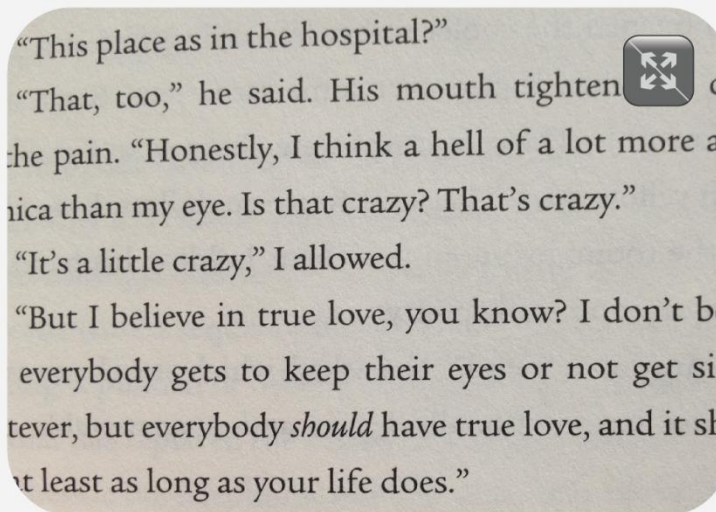 “This place as in the hospital?”
“That, too,” he said. His mouth tighten
the pain. “Honestly, I think a hell of a lot more a
nica than my eye. Is that crazy? That’s crazy.”
“It’s a little crazy,” I allowed.
“But I believe in true love, you know? I don’t b
everybody gets to keep their eyes or not get si
tever, but everybody should have true love, and it sh
at least as long as your life does.”